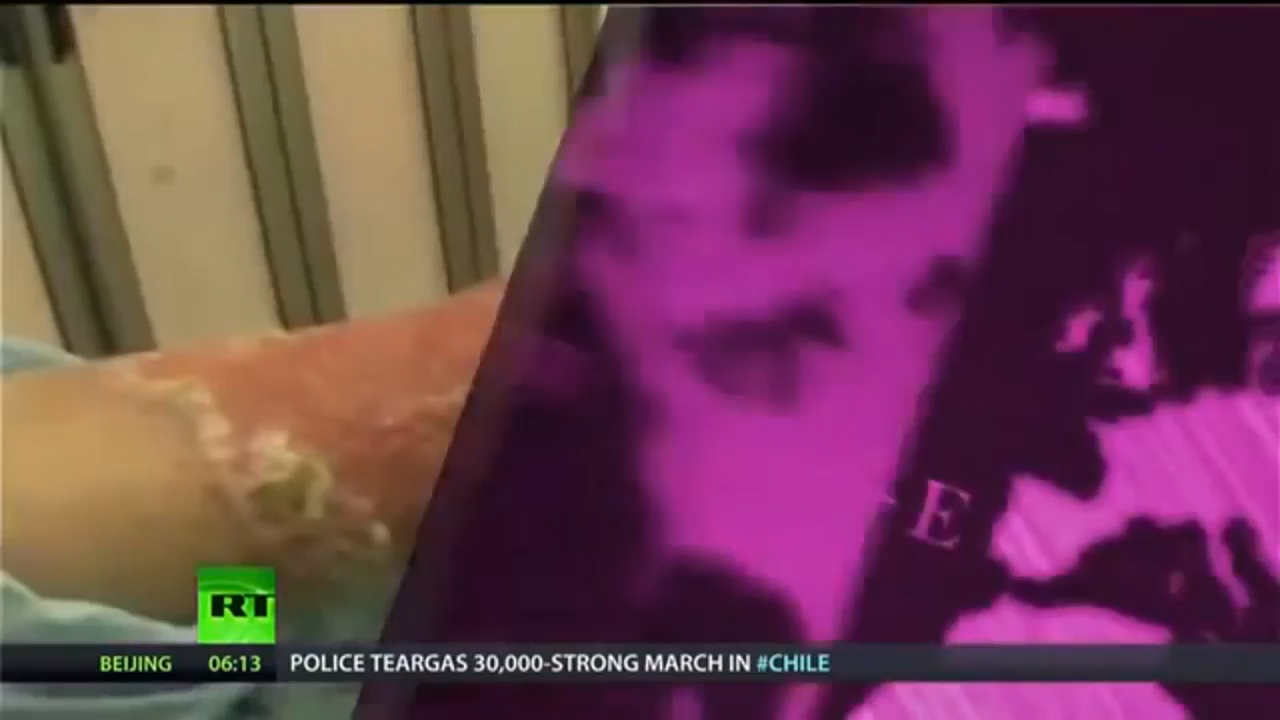 E
RT
BEIJING 06:13 POLICE TEARGAS 30,000-STRONG MARCH IN #CHILE